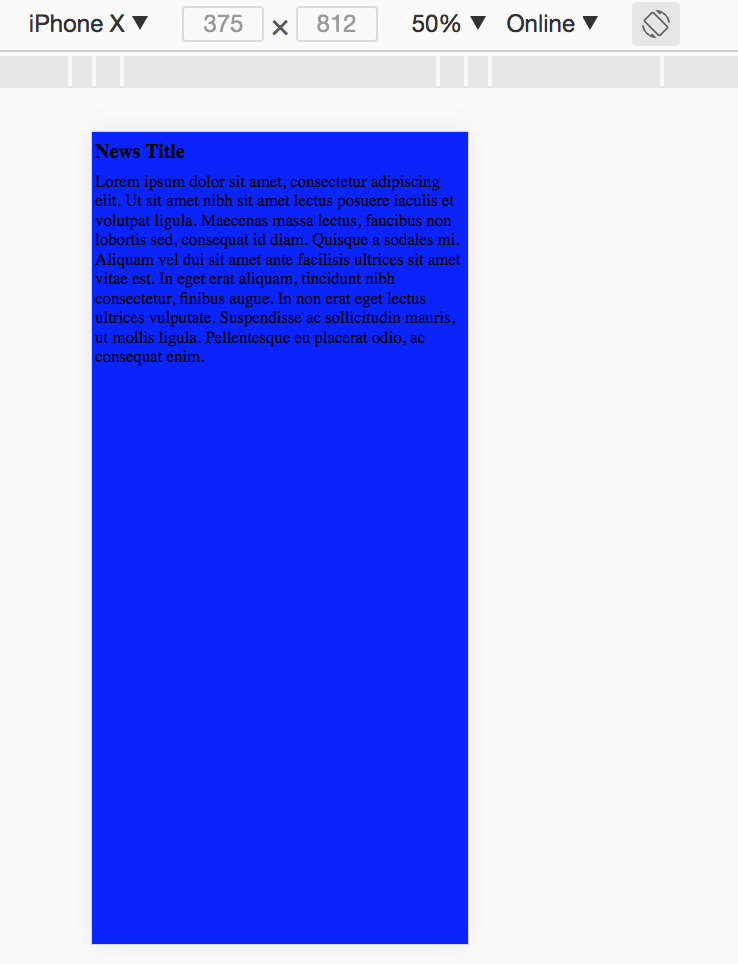 iPhone X ▼ 375 × 812 50% ▼ Online ▼
News Title
Lorem ipsum dolor sit amet, consectetur adipiscing
elit. Ut sit amet nibh sit amet lectus posuere iaculis et
volutpat ligula. Maecenas massa lectus, faucibus non
lobortis sed, consequat id diam. Quisque a sodales mi.
Aliquam vel dui sit amet ante facilisis ultrices sit amet
vitae est. In eget erat aliquam, tincidunt nibh
consectetur, finibus augue. In non erat eget lectus
ultrices vulputate. Suspendisse ac sollicitudin mauris,
ut mollis ligula. Pellentesque eu placerat odio, ac
consequat enim.